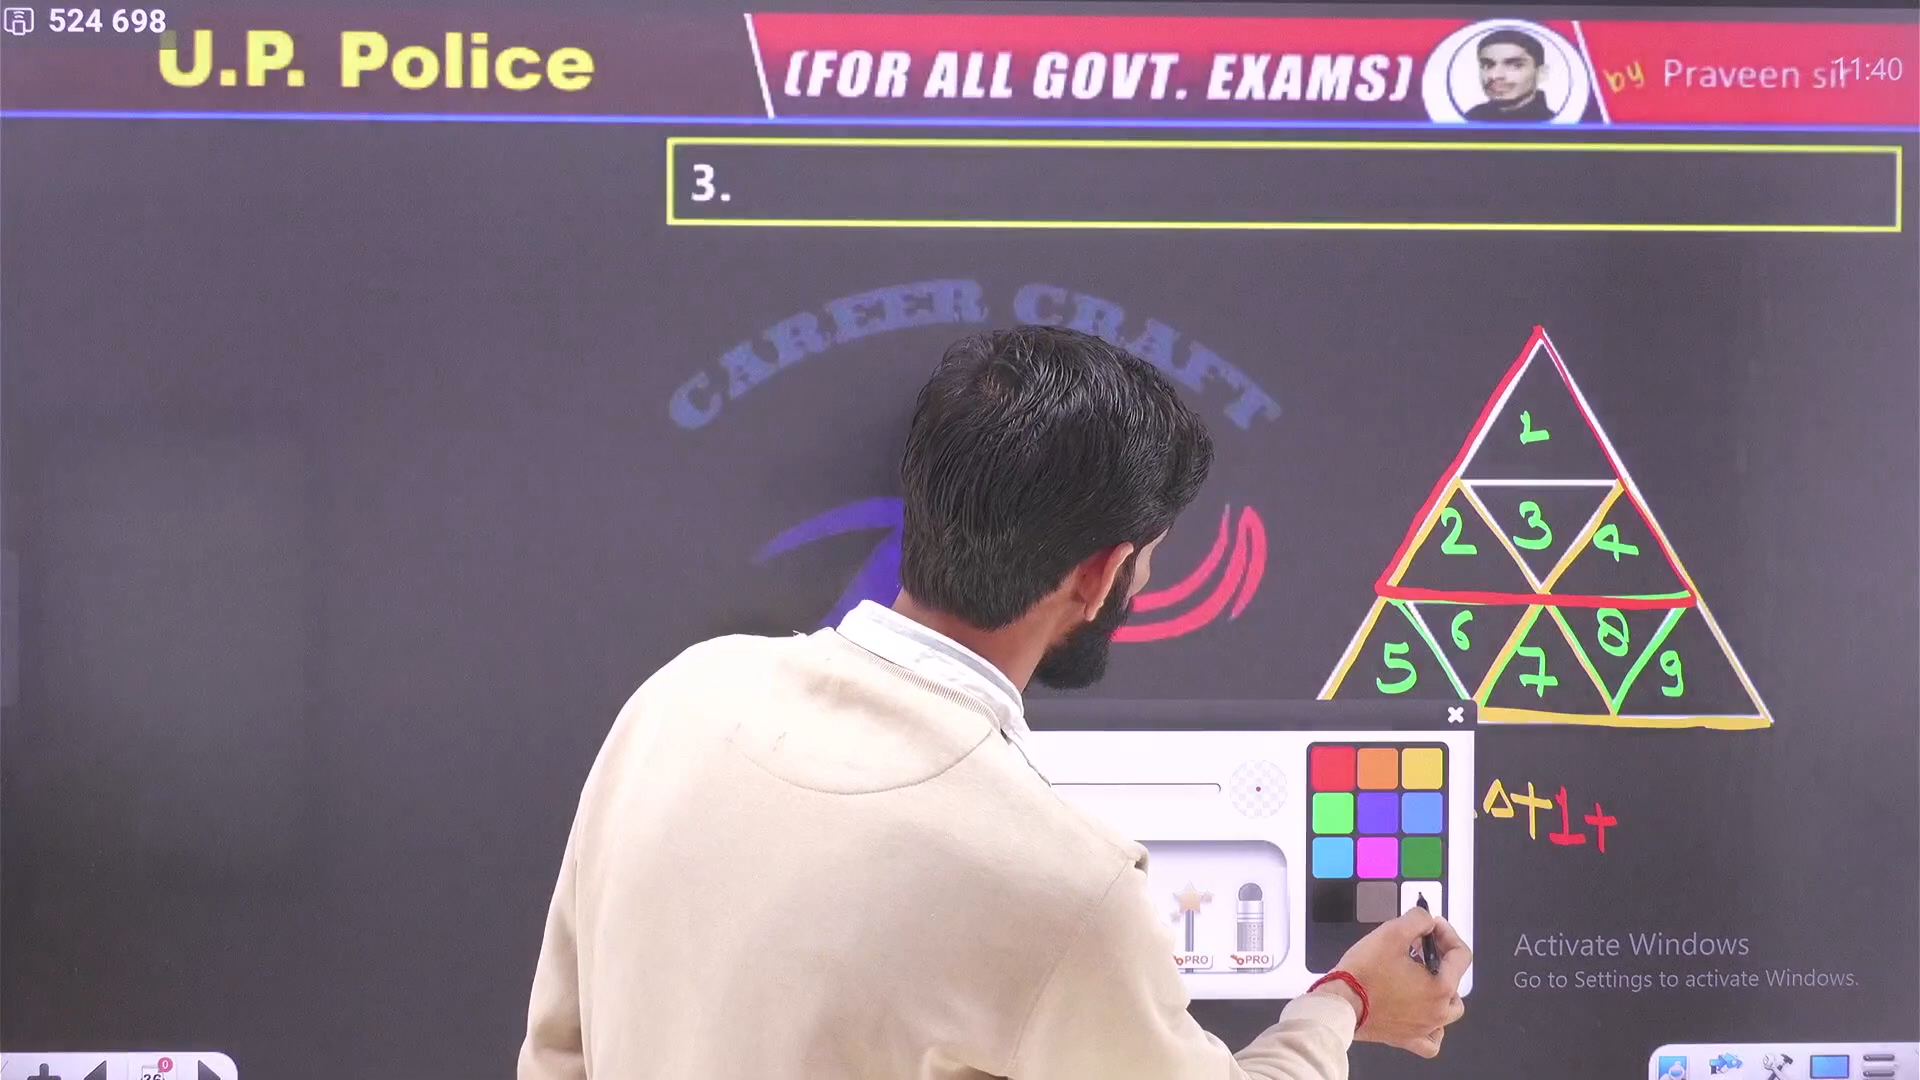 524 698
U.P. Police
(FOR ALL GOVT. EXAMS)
by Praveen sir
11:40
3.
CAREER CRAFT
1
2 3 4
5 6 7 8 9
Δ+1+
PRO
PRO
Activate Windows
Go to Settings to activate Windows.
0